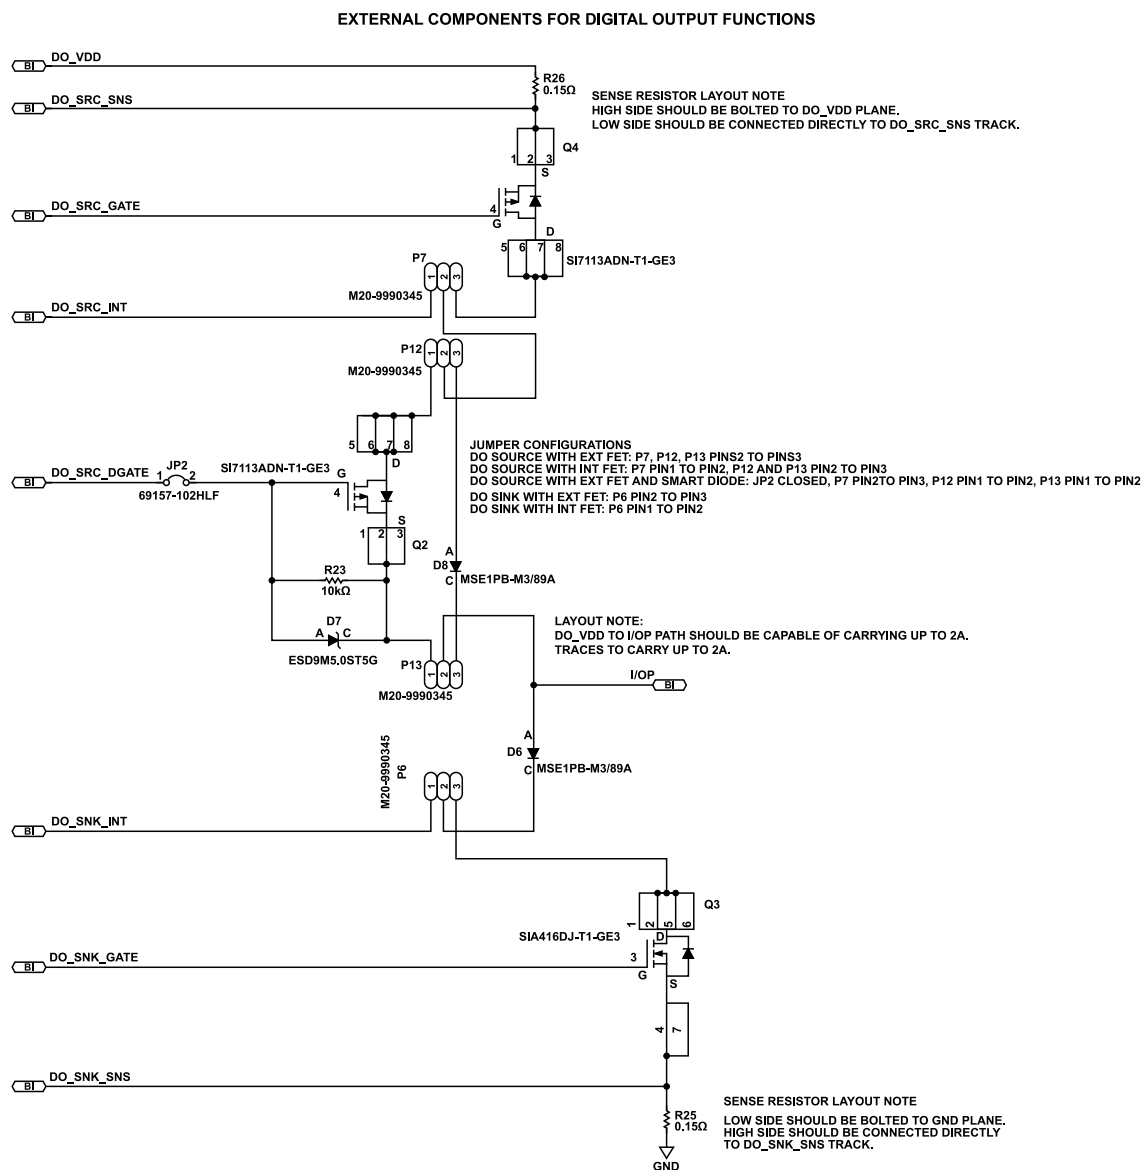 EXTERNAL COMPONENTS FOR DIGITAL OUTPUT FUNCTIONS
BI DO_VDD
R26
0.15Ω
BI DO_SRC_SNS
SENSE RESISTOR LAYOUT NOTE
HIGH SIDE SHOULD BE BOLTED TO DO_VDD PLANE.
LOW SIDE SHOULD BE CONNECTED DIRECTLY TO DO_SRC_SNS TRACK.
Q4
1 2 3
S
BI DO_SRC_GATE
4
G
D
5 6 7 8
SI7113ADN-T1-GE3
P7
1 2 3
M20-9990345
BI DO_SRC_INT
P12
1 2 3
M20-9990345
5 6 7 8
D
JUMPER CONFIGURATIONS
DO SOURCE WITH EXT FET: P7, P12, P13 PINS2 TO PINS3
DO SOURCE WITH INT FET: P7 PIN1 TO PIN2, P12 AND P13 PIN2 TO PIN3
DO SOURCE WITH EXT FET AND SMART DIODE: JP2 CLOSED, P7 PIN2TO PIN3, P12 PIN1 TO PIN2, P13 PIN1 TO PIN2
DO SINK WITH EXT FET: P6 PIN2 TO PIN3
DO SINK WITH INT FET: P6 PIN1 TO PIN2
BI DO_SRC_DGATE
JP2
1 2
69157-102HLF
SI7113ADN-T1-GE3
G
4
S
1 2 3
Q2
A
D8
C MSE1PB-M3/89A
R23
10kΩ
D7
A C
ESD9M5.0ST5G
LAYOUT NOTE:
DO_VDD TO I/OP PATH SHOULD BE CAPABLE OF CARRYING UP TO 2A.
TRACES TO CARRY UP TO 2A.
P13
1 2 3
M20-9990345
I/OP
BI
A
D6
C MSE1PB-M3/89A
M20-9990345
P6
1 2 3
BI DO_SNK_INT
1 2 5 6
Q3
SIA416DJ-T1-GE3
D
BI DO_SNK_GATE
3
G
S
4 7
BI DO_SNK_SNS
R25
0.15Ω
SENSE RESISTOR LAYOUT NOTE
LOW SIDE SHOULD BE BOLTED TO GND PLANE.
HIGH SIDE SHOULD BE CONNECTED DIRECTLY
TO DO_SNK_SNS TRACK.
GND